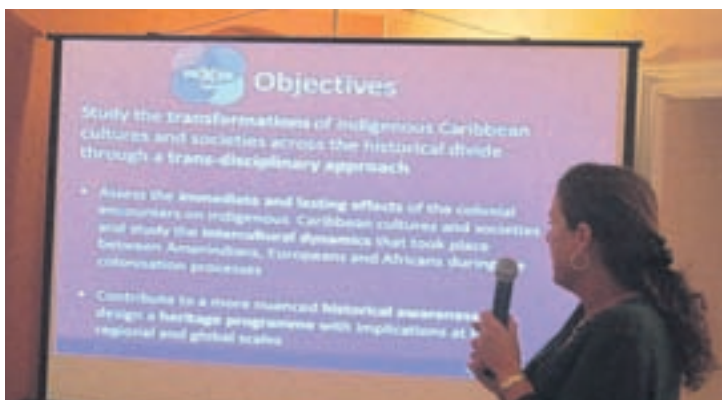 Objectives
Study the transformations of indigenous Caribbean
cultures and societies across the historical divide
through a trans-disciplinary approach
• Assess the immediate and lasting effects of the colonial
encounters on indigenous Caribbean cultures and societies
and study the intercultural dynamics that took place
between Amerindians, Europeans and Africans during
colonisation processes
• Contribute to a more nuanced historical awareness
design a heritage programme with implications at
regional and global scales